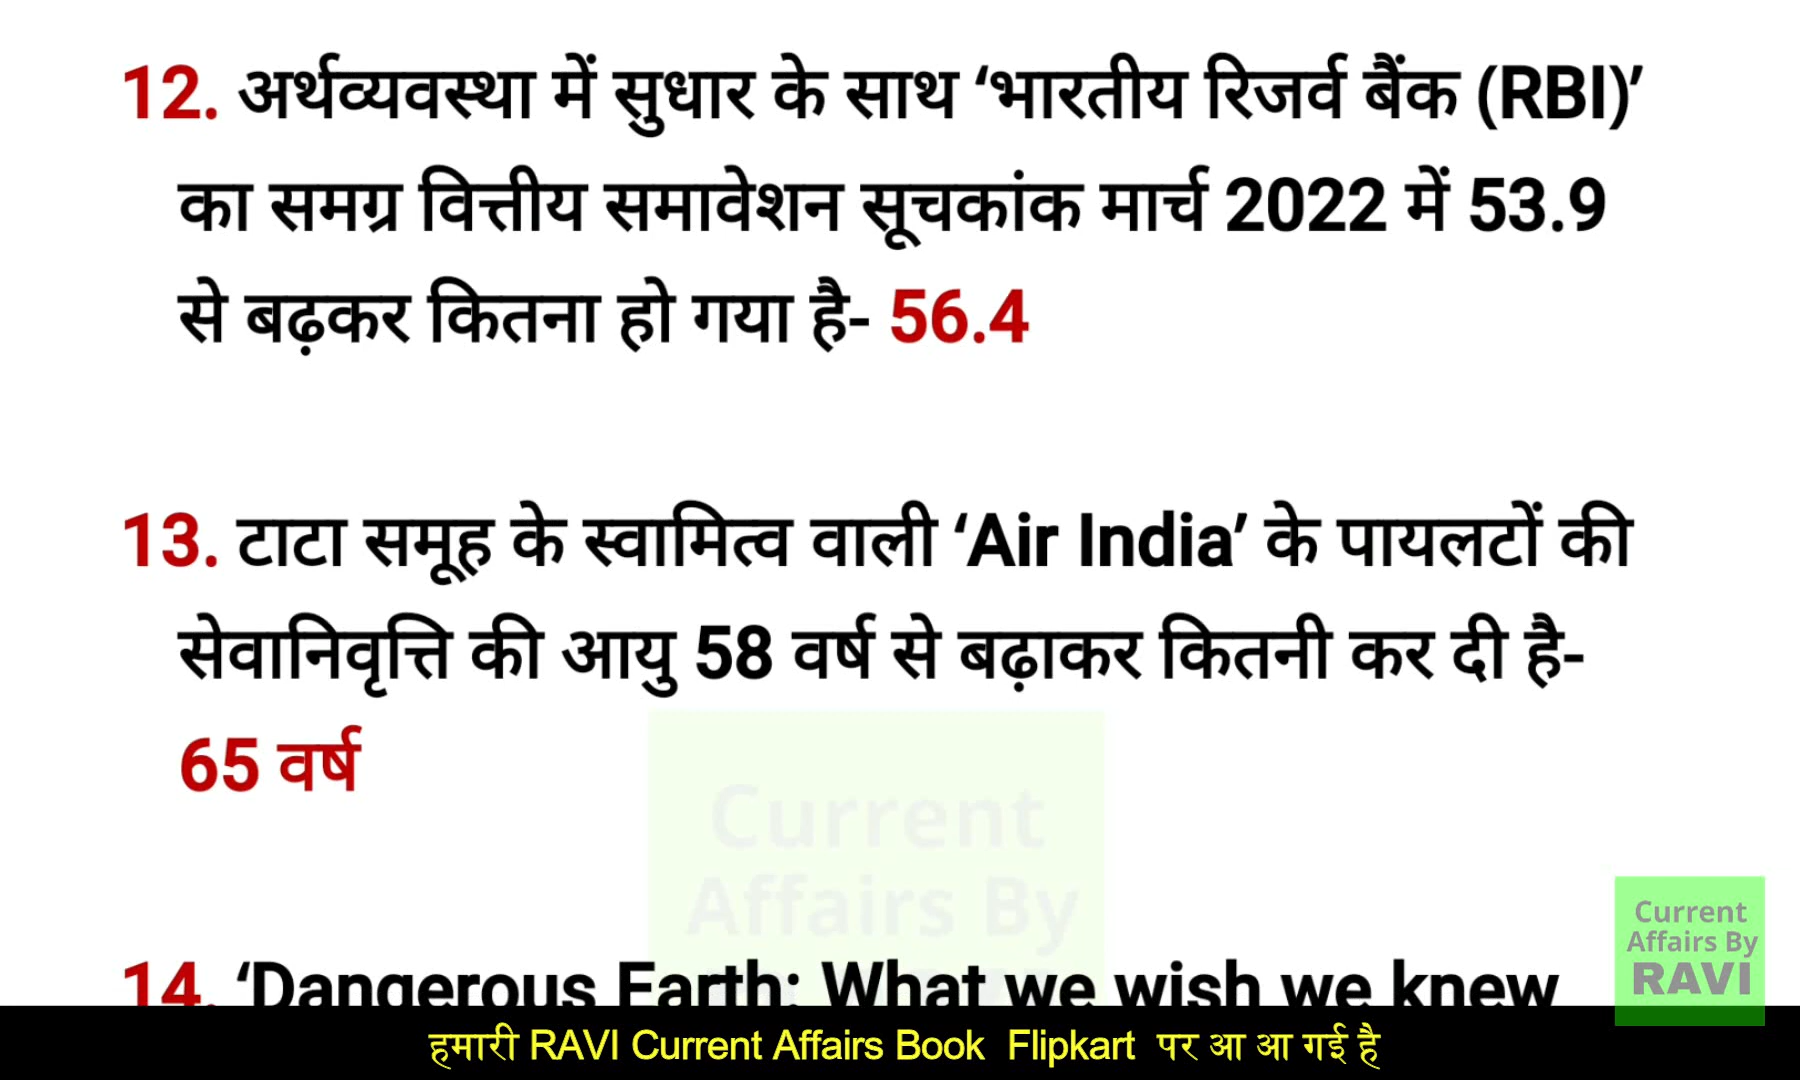 12. अर्थव्यवस्था में सुधार के साथ ‘भारतीय रिजर्व बैंक (RBI)’
का समग्र वित्तीय समावेशन सूचकांक मार्च 2022 में 53.9
से बढ़कर कितना हो गया है- 56.4
13. टाटा समूह के स्वामित्व वाली ‘Air India’ के पायलटों की
सेवानिवृत्ति की आयु 58 वर्ष से बढ़ाकर कितनी कर दी है-
65 वर्ष
Current
Affairs By
14. ‘Dangerous Earth: What we wish we knew
Current
Affairs By
RAVI
हमारी RAVI Current Affairs Book Flipkart पर आ आ गई है